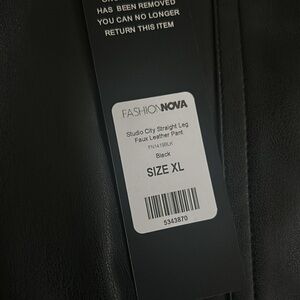 HAS BEEN REMOVED
YOU CAN NO LONGER
RETURN THIS ITEM
FASHIONNOVA
Studio City Straight Leg
Faux Leather Pant
Black
SIZE XL
5343870